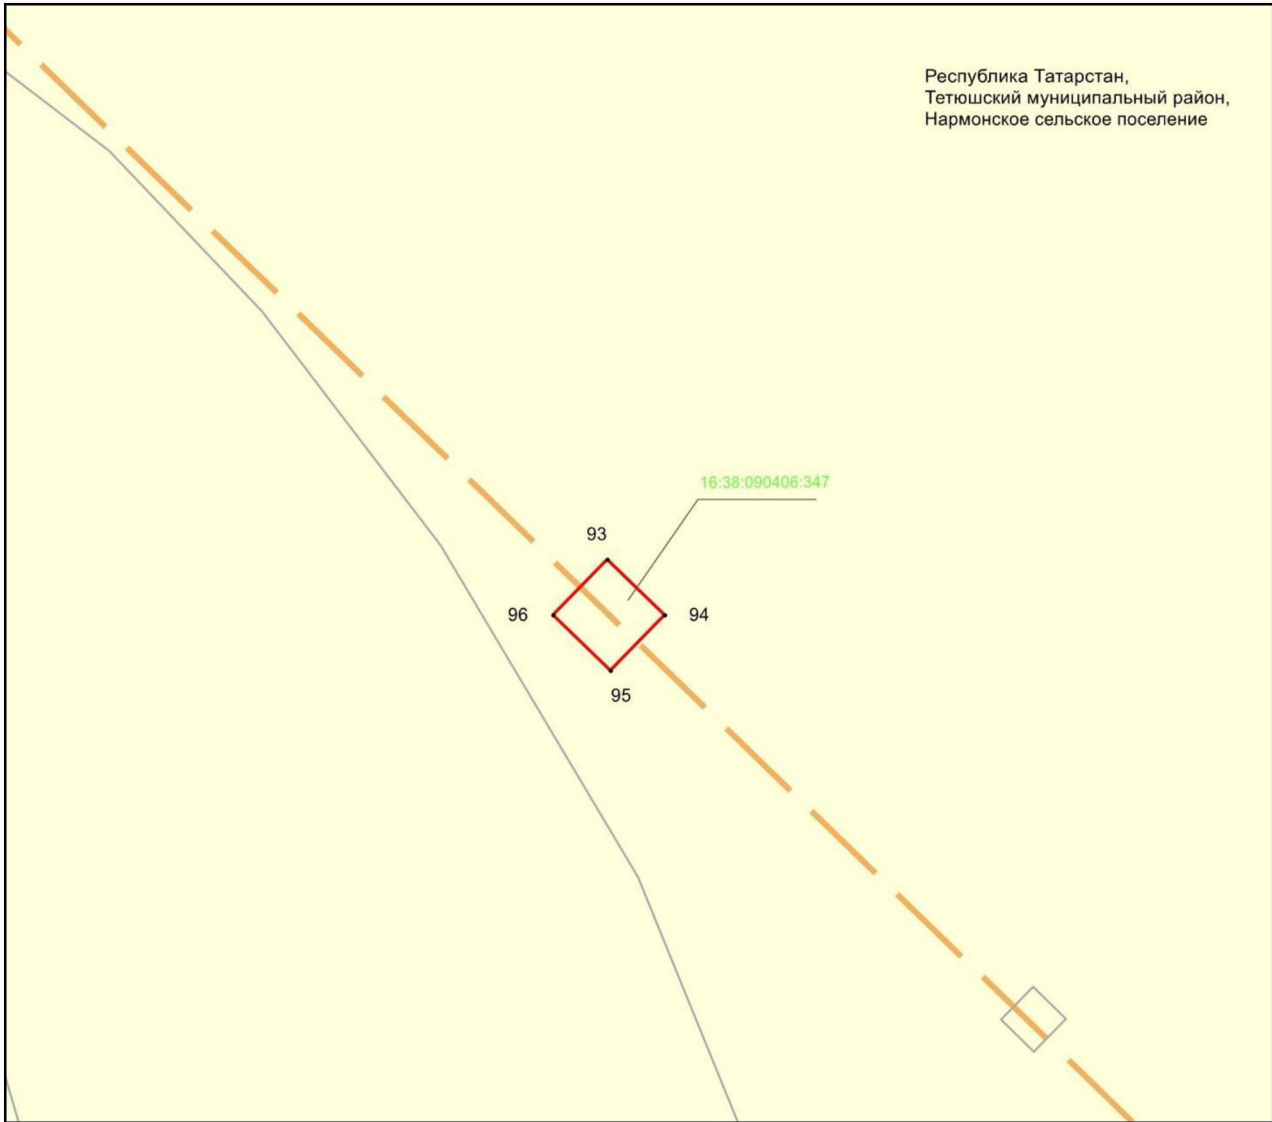 Республика Татарстан,
Тетюшский муниципальный район,
Нармонское сельское поселение
16:38:090406:347
93
96
94
95